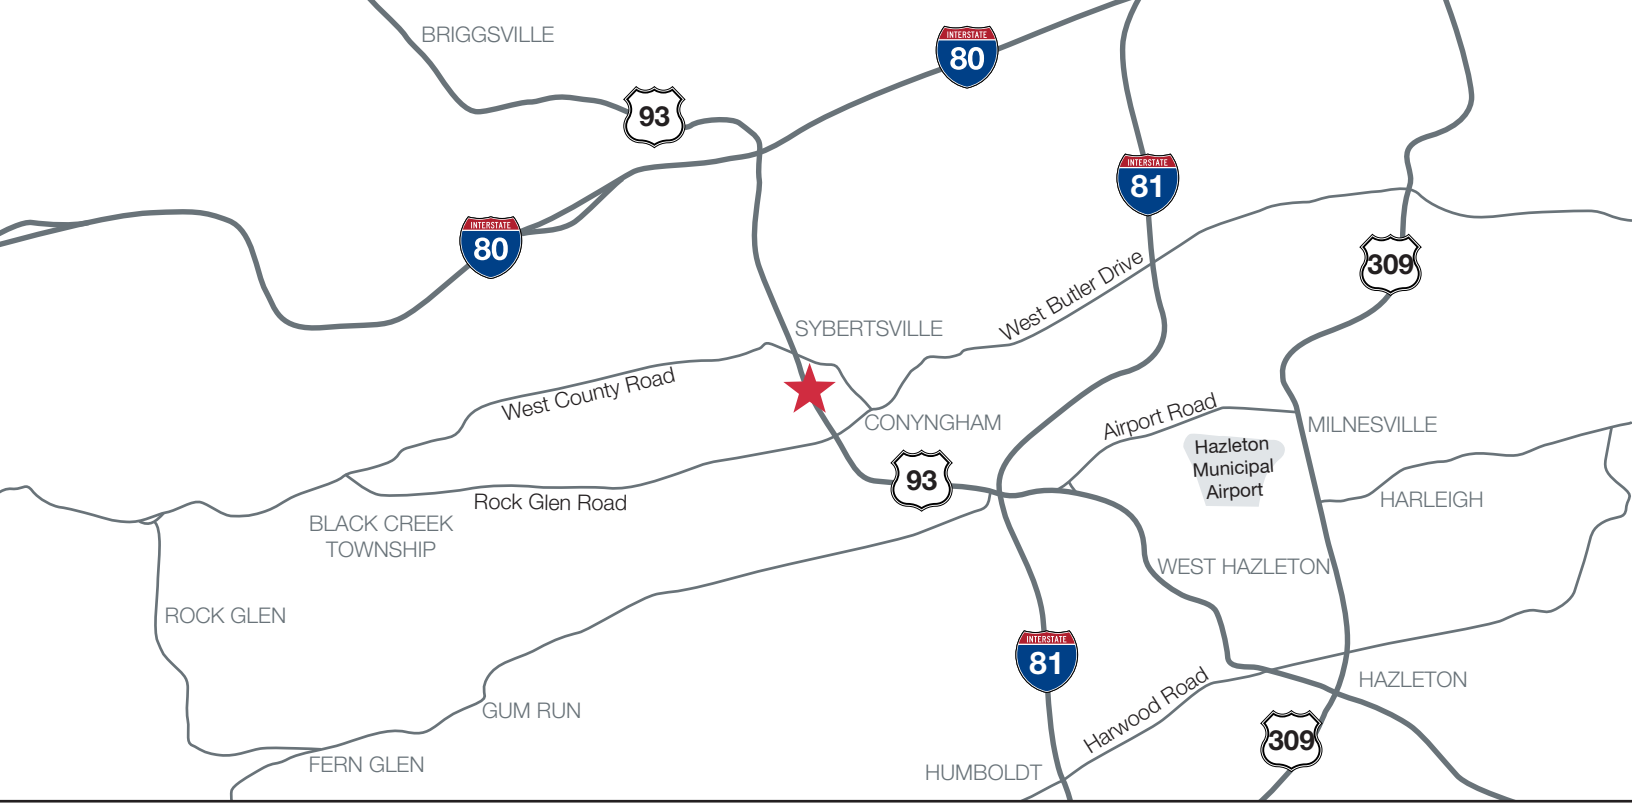 BRIGGSVILLE
INTERSTATE
80
93
INTERSTATE
81
INTERSTATE
80
309
West Butler Drive
SYBERTSVILLE
West County Road
Airport Road
CONYNGHAM
MILNESVILLE
Hazleton
Municipal
Airport
93
Rock Glen Road
HARLEIGH
BLACK CREEK
TOWNSHIP
WEST HAZLETON
ROCK GLEN
INTERSTATE
81
HAZLETON
Harwood Road
GUM RUN
309
FERN GLEN
HUMBOLDT